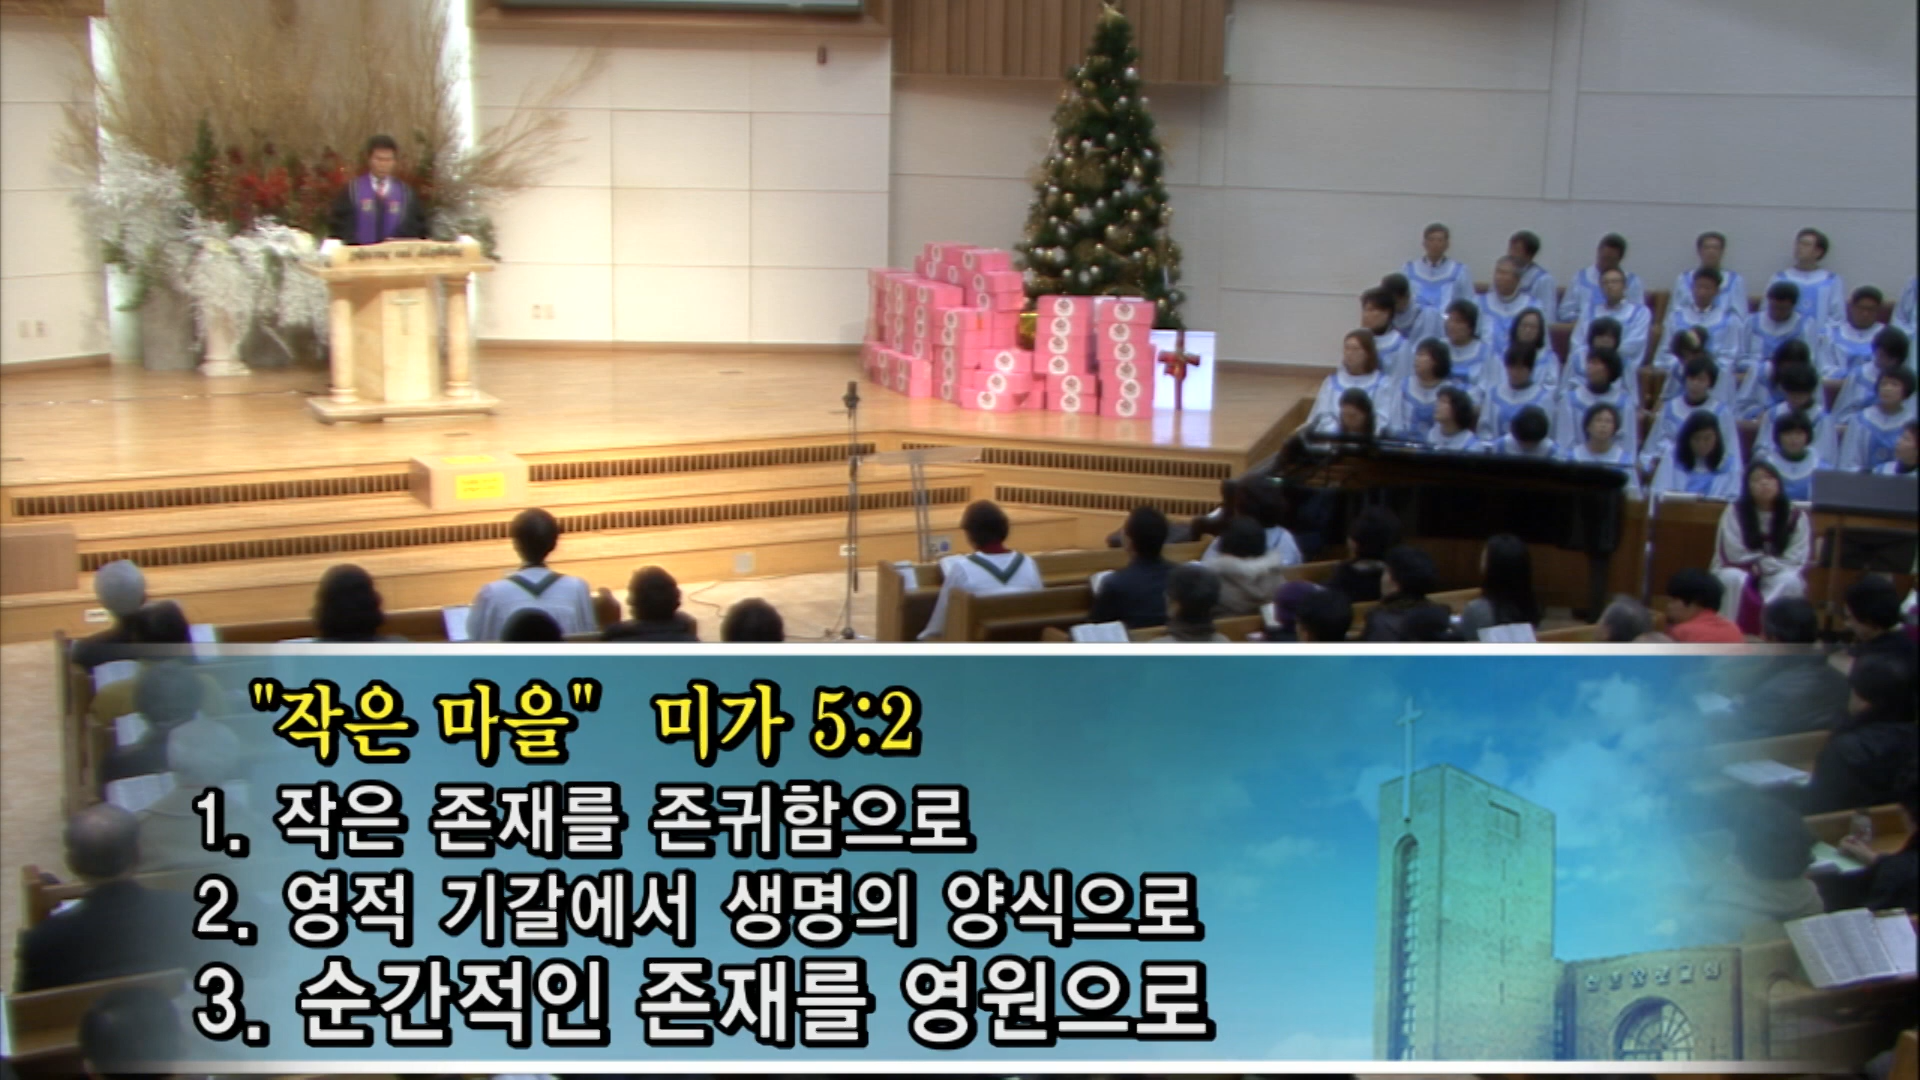 "작은 마을" 미가 5:2
1. 작은 존재를 존귀함으로
2. 영적 기갈에서 생명의 양식으로
3. 순간적인 존재를 영원으로